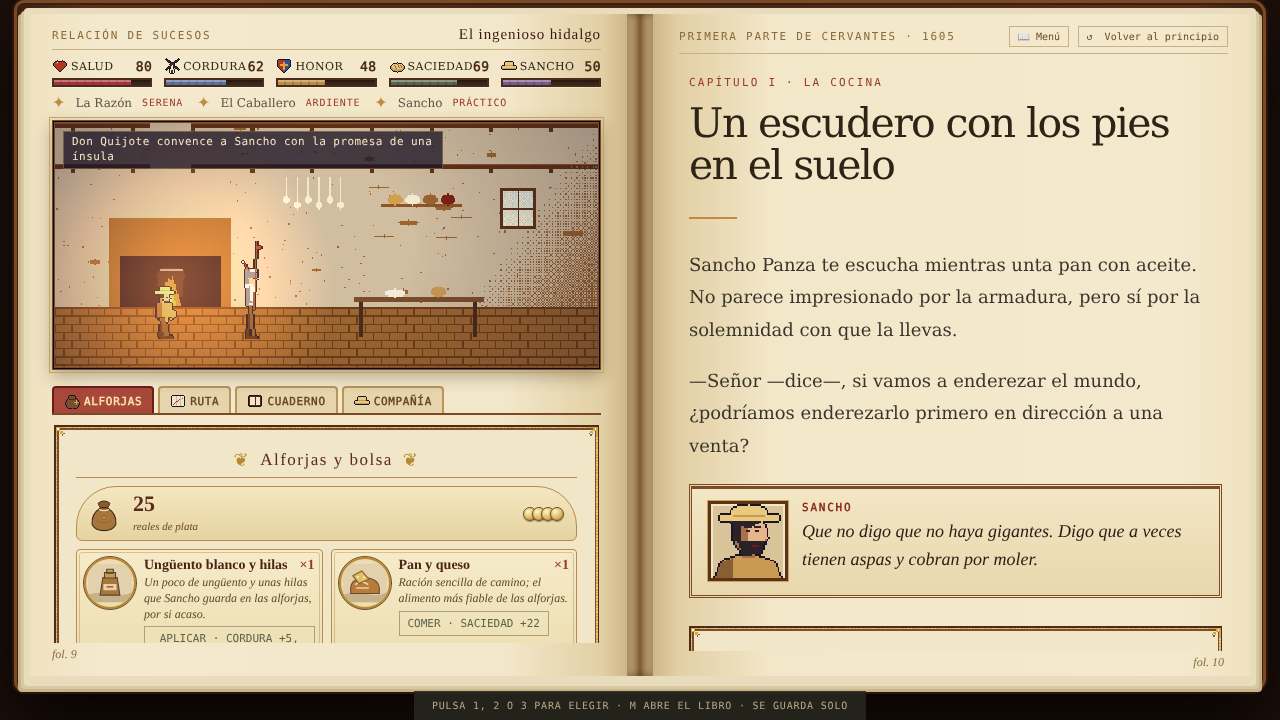 RELACIÓN DE SUCESOS
El ingenioso hidalgo
SALUD 80
CORDURA 62
HONOR 48
SACIEDAD 69
SANCHO 50
La Razón SERENA
El Caballero ARDIENTE
Sancho PRÁCTICO
Don Quijote convence a Sancho con la promesa de una
ínsula
ALFORJAS
RUTA
CUADERNO
COMPAÑÍA
Alforjas y bolsa
25
reales de plata
Ungüento blanco y hilas ×1
Un poco de ungüento y unas hilas
que Sancho guarda en las alforjas,
por si acaso.
APLICAR · CORDURA +5,
Pan y queso ×1
Ración sencilla de camino; el
alimento más fiable de las alforjas.
COMER · SACIEDAD +22
fol. 9
PRIMERA PARTE DE CERVANTES · 1605
Menú
Volver al principio
CAPÍTULO I · LA COCINA
Un escudero con los pies
en el suelo
Sancho Panza te escucha mientras unta pan con aceite.
No parece impresionado por la armadura, pero sí por la
solemnidad con que la llevas.
—Señor —dice—, si vamos a enderezar el mundo,
¿podríamos enderezarlo primero en dirección a una
venta?
SANCHO
Que no digo que no haya gigantes. Digo que a veces
tienen aspas y cobran por moler.
fol. 10
PULSA 1, 2 O 3 PARA ELEGIR · M ABRE EL LIBRO · SE GUARDA SOLO